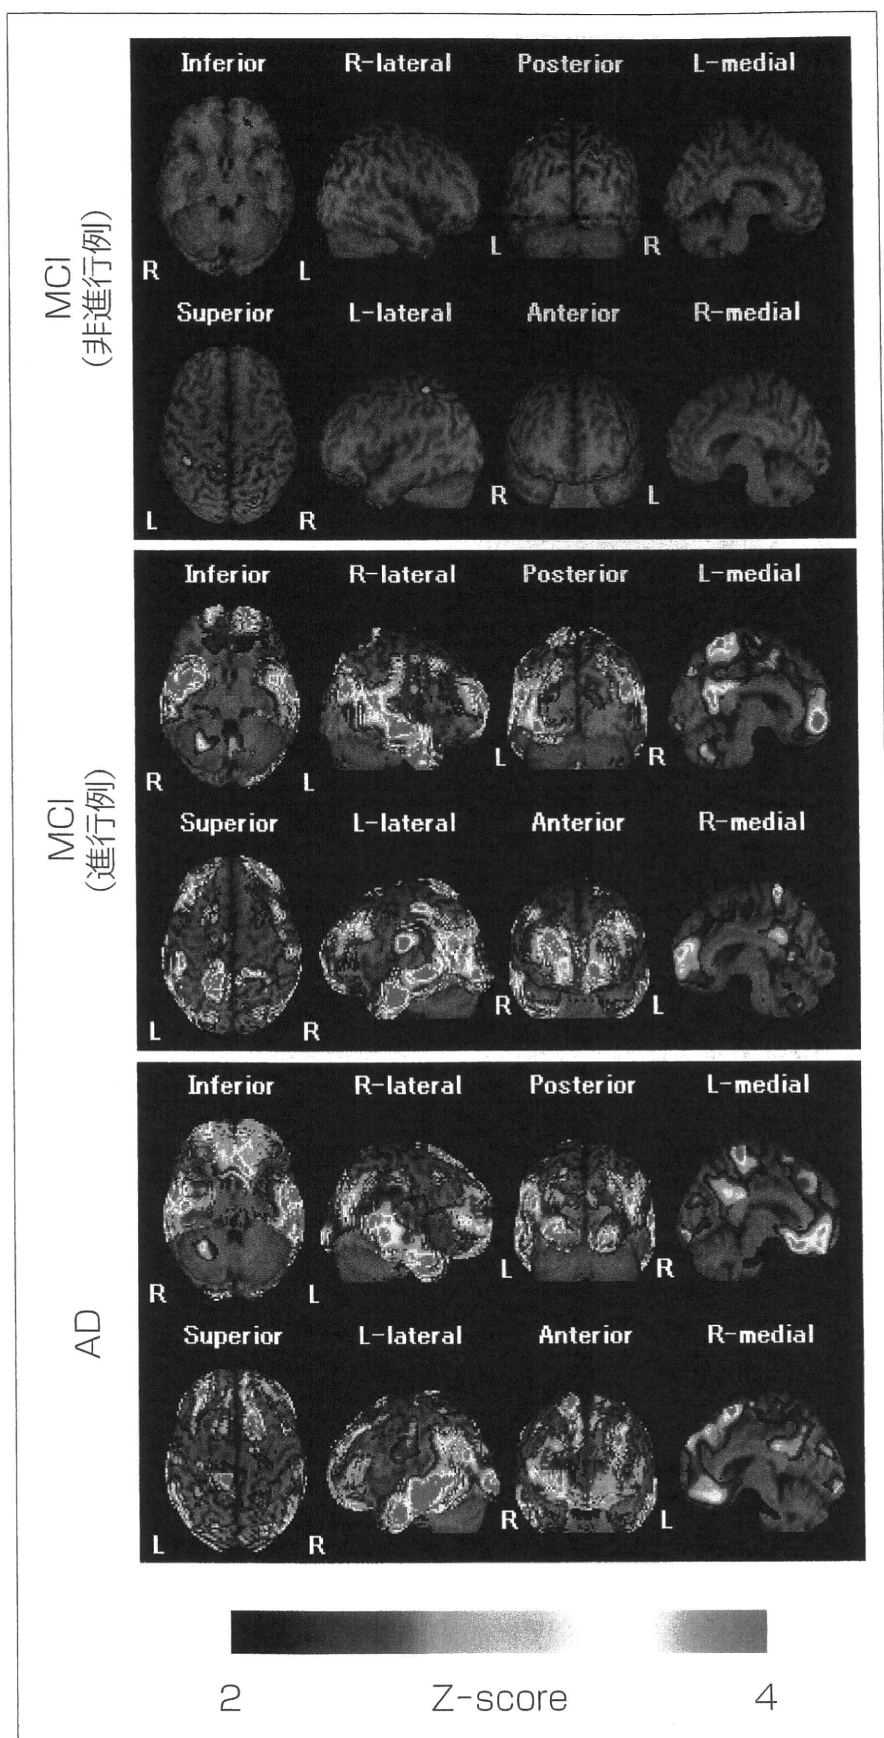 MCI
(非進行例)
Inferior R-lateral Posterior L-medial
R L L R
Superior L-lateral Anterior R-medial
L R R L
MCI
(進行例)
Inferior R-lateral Posterior L-medial
R L L R
Superior L-lateral Anterior R-medial
L R R L
AD
Inferior R-lateral Posterior L-medial
R L L R
Superior L-lateral Anterior R-medial
L R R L
2 Z-score 4